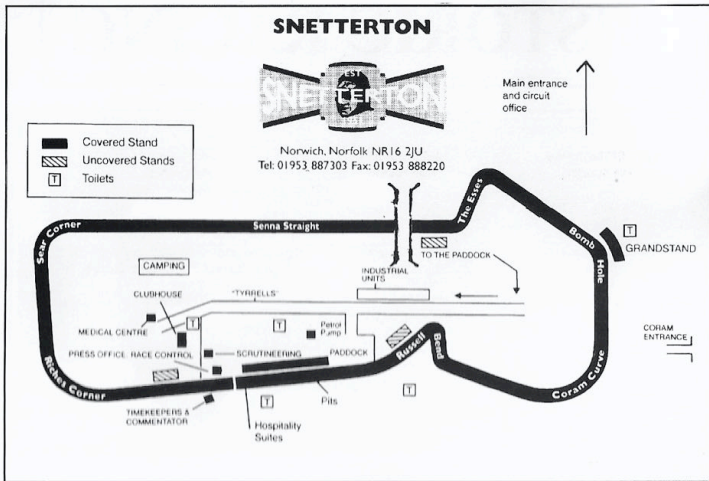 SNETTERTON
EST
SNETTERTON
Norwich, Norfolk NR16 2JU
Tel: 01953 887303 Fax: 01953 888220
Main entrance
and circuit
office
Covered Stand
Uncovered Stands
T Toilets
Sear Corner
Senna Straight
The Esses
Bomb Hole
T
GRANDSTAND
TO THE PADDOCK
INDUSTRIAL
UNITS
CAMPING
"TYRRELLS"
CLUBHOUSE
MEDICAL CENTRE
T
T
Petrol
Pump
CORAM
ENTRANCE
PRESS OFFICE. RACE CONTROL
SCRUTINEERING
PADDOCK
Russell Bend
Riches Corner
Coram Curve
TIMEKEEPERS &
COMMENTATOR
T
Pits
T
Hospitality
Suites